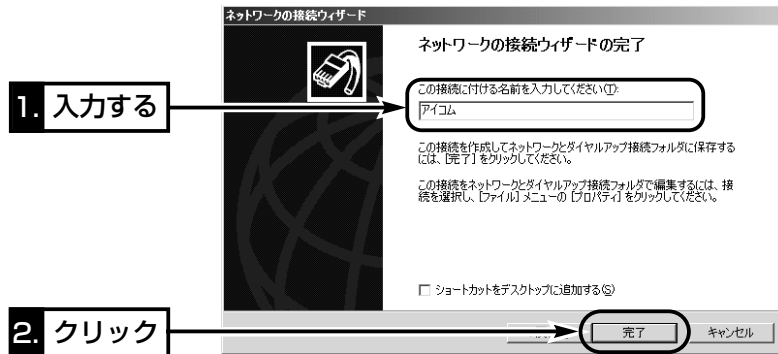 ネットワークの接続ウィザード
ネットワークの接続ウィザードの完了
この接続に付ける名前を入力してください(T):
1. 入力する
アイコム
この接続を作成してネットワークとダイヤルアップ接続フォルダに保存する
には、[完了] をクリックしてください。
この接続をネットワークとダイヤルアップ接続フォルダで編集するには、接
続を選択し、[ファイル] メニューの [プロパティ] をクリックしてください。
ショートカットをデスクトップに追加する(S)
2. クリック
完了
キャンセル